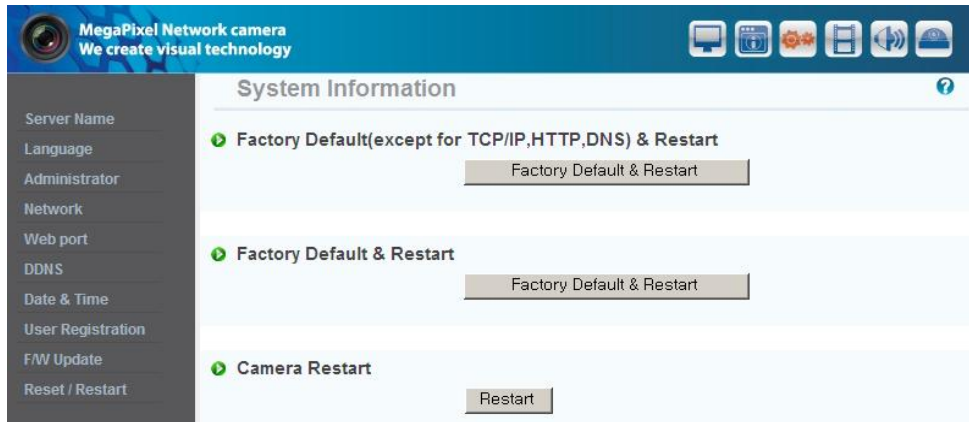 MegaPixel Network camera
We create visual technology
System Information
?
Server Name
Language
Administrator
Network
Web port
DDNS
Date & Time
User Registration
F/W Update
Reset / Restart
Factory Default(except for TCP/IP,HTTP,DNS) & Restart
Factory Default & Restart
Factory Default & Restart
Factory Default & Restart
Camera Restart
Restart